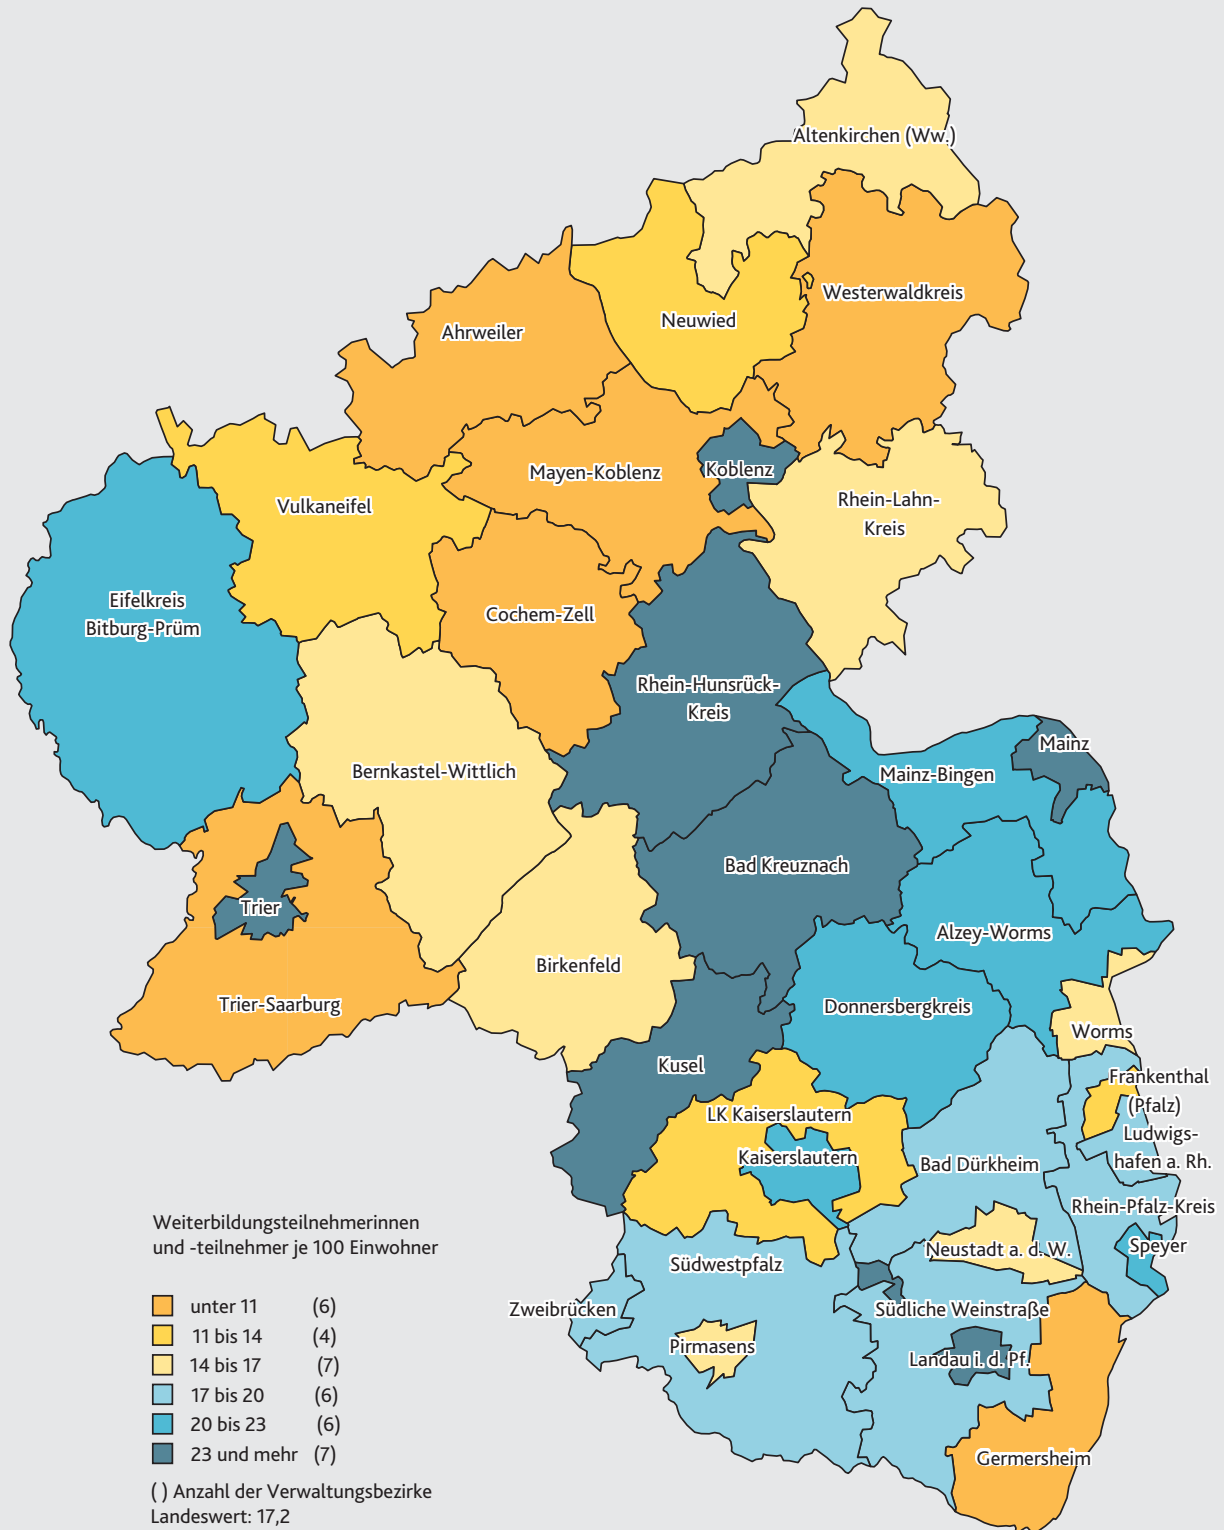 Altenkirchen (Ww.)
Westerwaldkreis
Neuwied
Ahrweiler
Mayen-Koblenz
Koblenz
Rhein-Lahn-
Kreis
Vulkaneifel
Eifelkreis
Bitburg-Prüm
Cochem-Zell
Rhein-Hunsrück-
Kreis
Mainz
Mainz-Bingen
Bernkastel-Wittlich
Bad Kreuznach
Trier
Alzey-Worms
Birkenfeld
Trier-Saarburg
Donnersbergkreis
Worms
Kusel
Frankenthal
(Pfalz)
LK Kaiserslautern
Ludwigs-
hafen a. Rh.
Kaiserslautern
Bad Dürkheim
Rhein-Pfalz-Kreis
Speyer
Neustadt a. d. W.
Südwestpfalz
Zweibrücken
Südliche Weinstraße
Pirmasens
Landau i. d. Pf.
Germersheim
Weiterbildungsteilnehmerinnen
und -teilnehmer je 100 Einwohner
unter 11 (6)
11 bis 14 (4)
14 bis 17 (7)
17 bis 20 (6)
20 bis 23 (6)
23 und mehr (7)
( ) Anzahl der Verwaltungsbezirke
Landeswert: 17,2